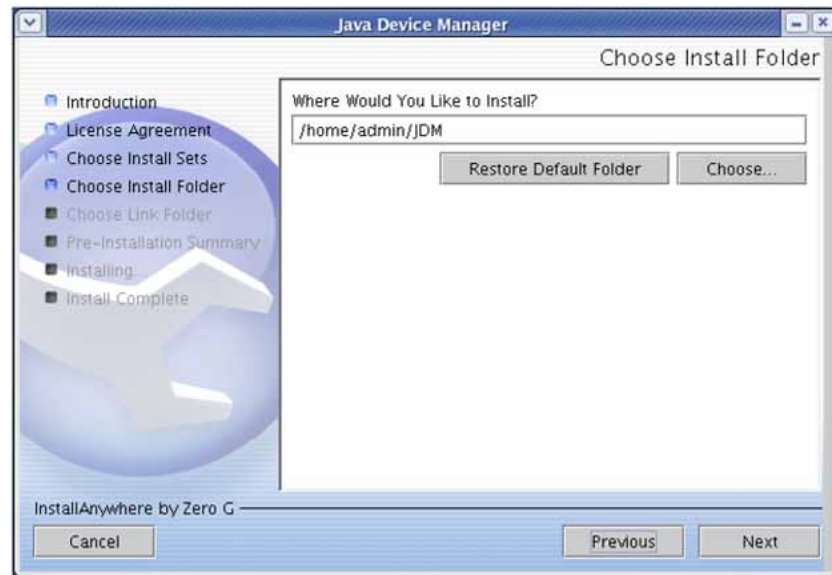 Java Device Manager
Choose Install Folder
Introduction
License Agreement
Choose Install Sets
Choose Install Folder
Choose Link Folder
Pre-Installation Summary
Installing...
Install Complete
Where Would You Like to Install?
/home/admin/JDM
Restore Default Folder
Choose...
InstallAnywhere by Zero G
Cancel
Previous
Next